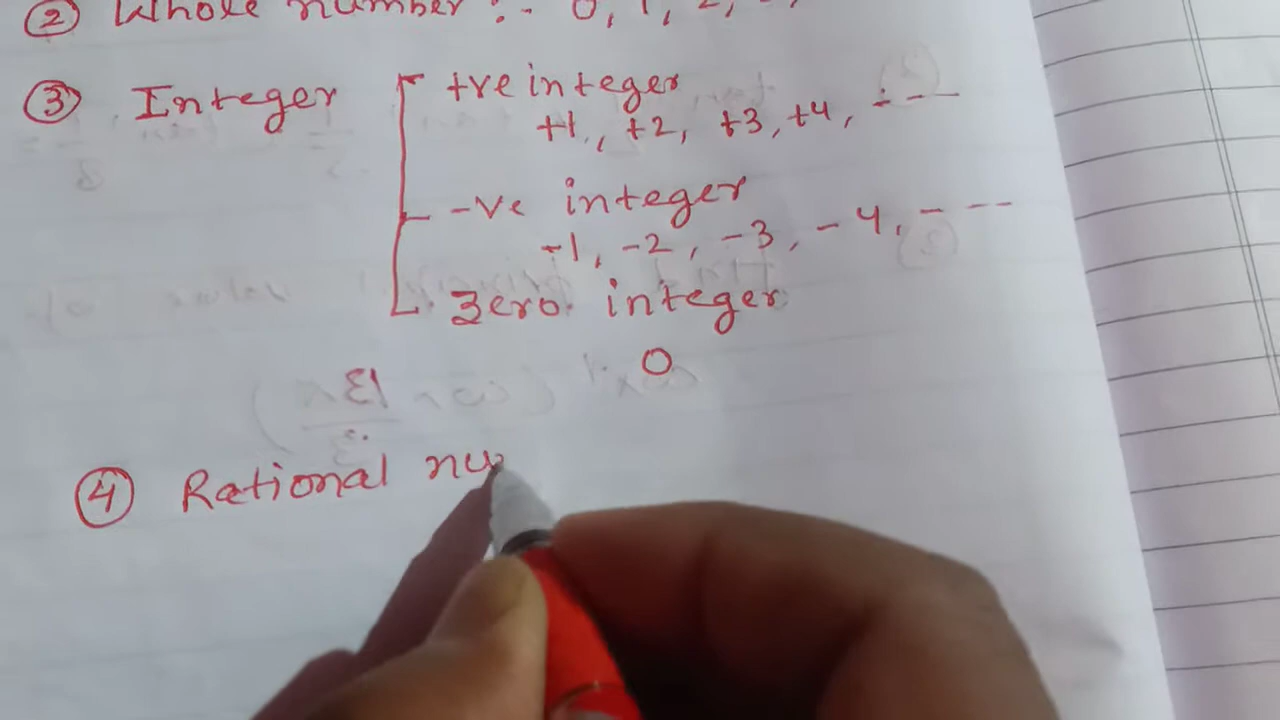 ② Whole number :- 0, 1, 2,
③ Integer
+ve integer
+1, +2, +3, +4, ---
-ve integer
-1, -2, -3, -4, ---
zero integer
0
④ Rational nu